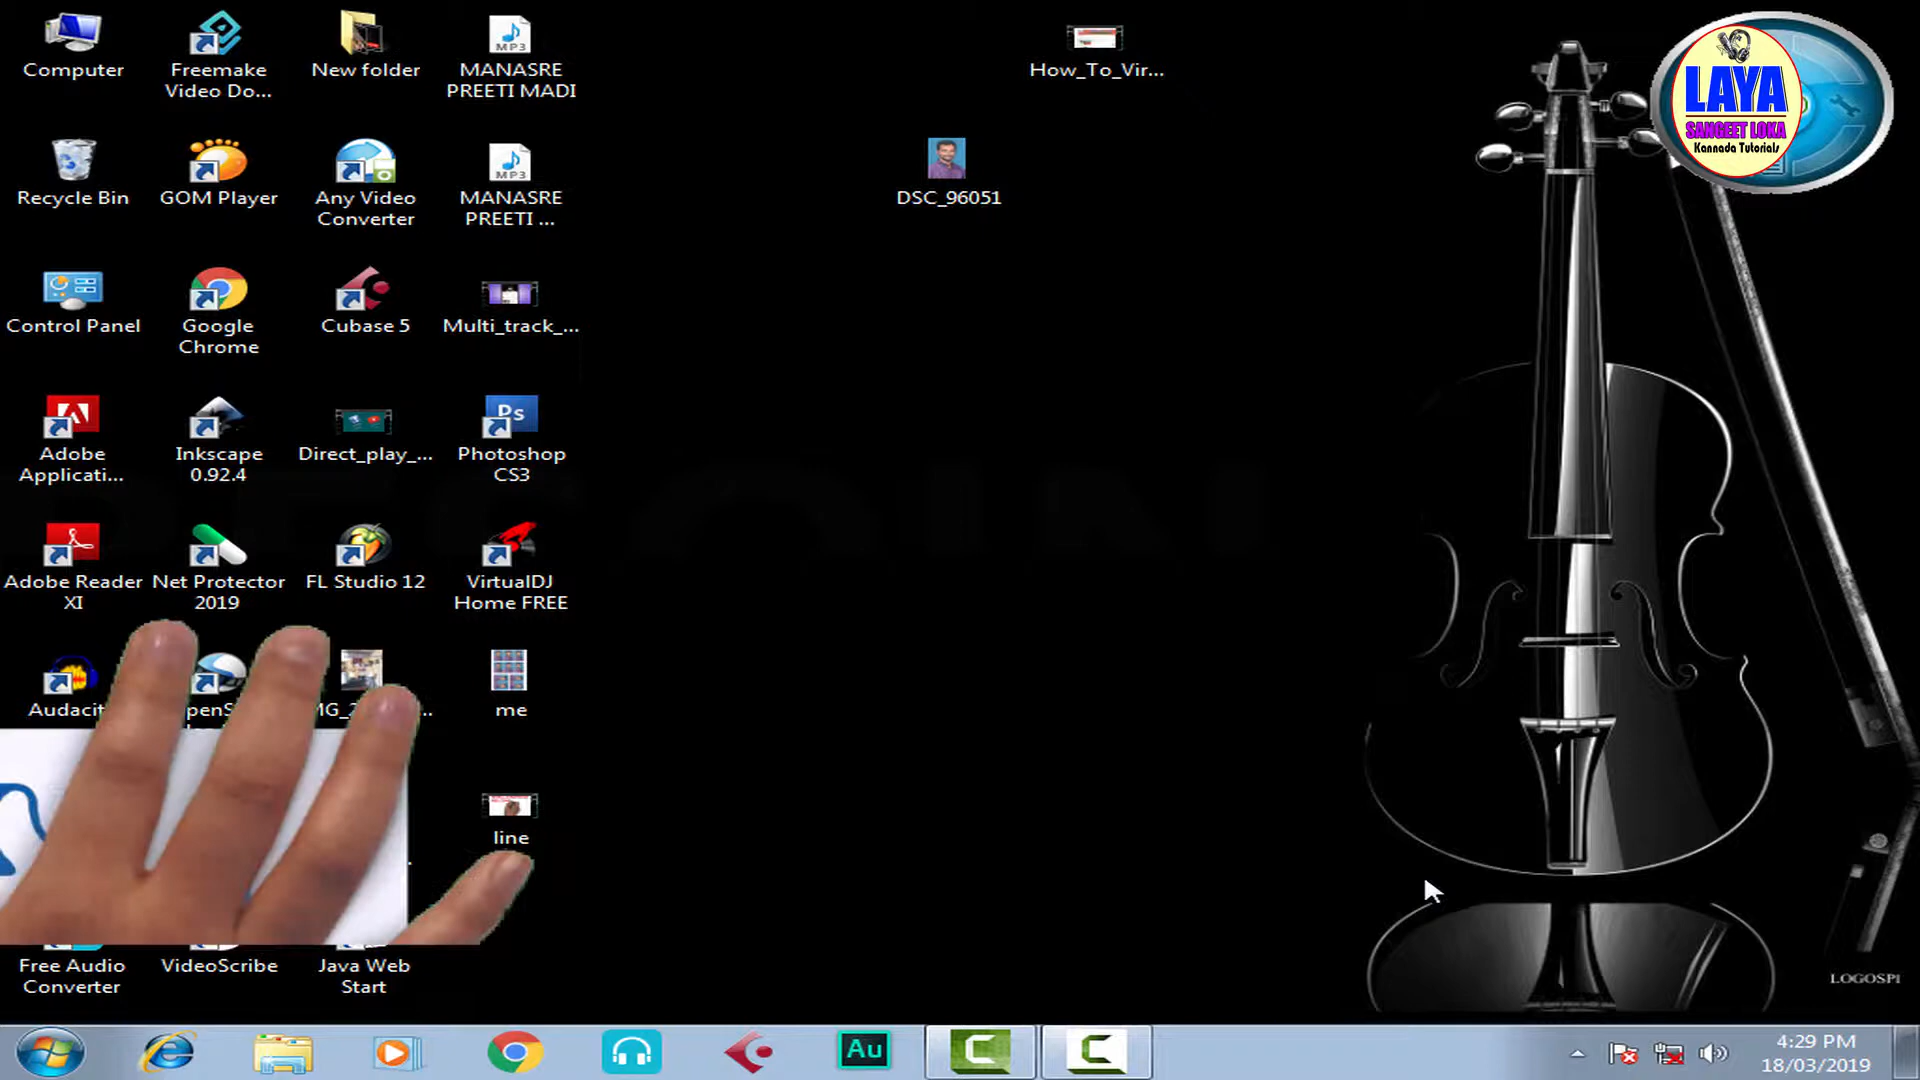 Computer
Freemake
Video Do...
New folder
MANASRE
PREETI MADI
How_To_Vir...
LAYA
SANGEET LOKA
Kannada Tutorials
Recycle Bin
GOM Player
Any Video
Converter
MANASRE
PREETI ...
DSC_96051
Control Panel
Google
Chrome
Cubase 5
Multi_track_...
Adobe
Applicati...
Inkscape
0.92.4
Direct_play_...
Ps
Photoshop
CS3
Adobe Reader
XI
Net Protector
2019
FL Studio 12
VirtualDJ
Home FREE
me
line
Free Audio
Converter
VideoScribe
Java Web
Start
LOGOSPI
Au
4:29 PM
18/03/2019
MP3
MP3